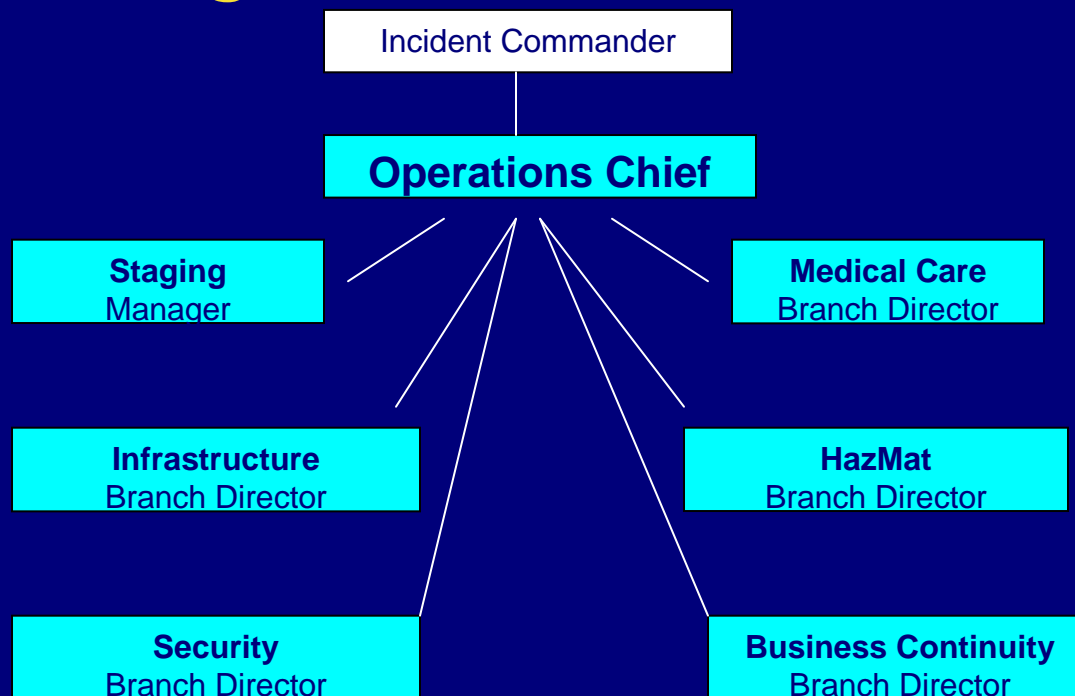 Incident Commander
Operations Chief
Staging
Manager
Medical Care
Branch Director
Infrastructure
Branch Director
HazMat
Branch Director
Security
Branch Director
Business Continuity
Branch Director